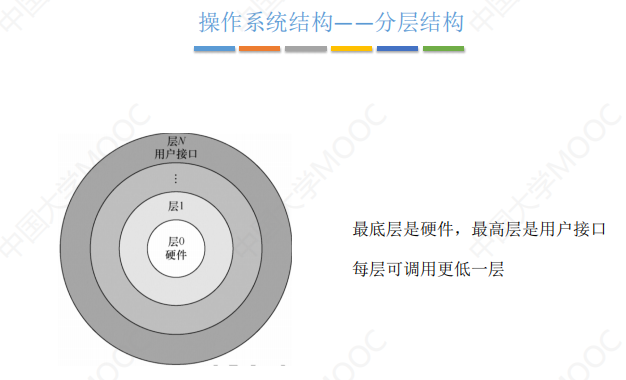 操作系统结构——分层结构
层N
用户接口
⋮
层1
层0
硬件
最底层是硬件，最高层是用户接口
每层可调用更低一层
中国大学MOOC